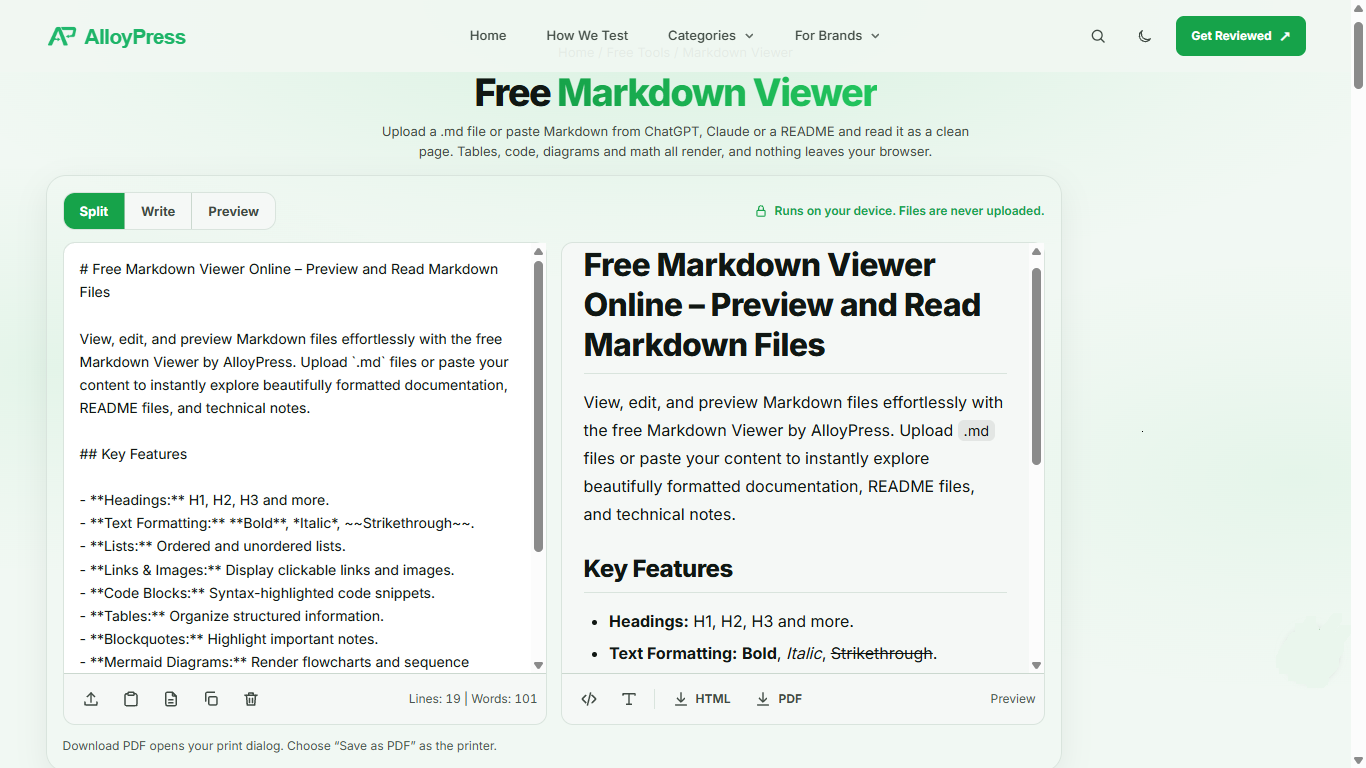 AlloyPress
Home
How We Test
Categories
For Brands
Get Reviewed
Home / Free Tools / Markdown Viewer
Free Markdown Viewer
Upload a .md file or paste Markdown from ChatGPT, Claude or a README and read it as a clean
page. Tables, code, diagrams and math all render, and nothing leaves your browser.
Split
Write
Preview
Runs on your device. Files are never uploaded.
# Free Markdown Viewer Online – Preview and Read Markdown
Files
View, edit, and preview Markdown files effortlessly with the free
Markdown Viewer by AlloyPress. Upload `.md` files or paste your
content to instantly explore beautifully formatted documentation,
README files, and technical notes.
## Key Features
- **Headings:** H1, H2, H3 and more.
- **Text Formatting:** **Bold**, *Italic*, ~~Strikethrough~~.
- **Lists:** Ordered and unordered lists.
- **Links & Images:** Display clickable links and images.
- **Code Blocks:** Syntax-highlighted code snippets.
- **Tables:** Organize structured information.
- **Blockquotes:** Highlight important notes.
- **Mermaid Diagrams:** Render flowcharts and sequence
Lines: 19 | Words: 101
Free Markdown Viewer
Online – Preview and Read
Markdown Files
View, edit, and preview Markdown files effortlessly with
the free Markdown Viewer by AlloyPress. Upload .md
files or paste your content to instantly explore
beautifully formatted documentation, README files,
and technical notes.
Key Features
• Headings: H1, H2, H3 and more.
• Text Formatting: Bold, Italic, Strikethrough.
HTML
PDF
Preview
Download PDF opens your print dialog. Choose “Save as PDF” as the printer.